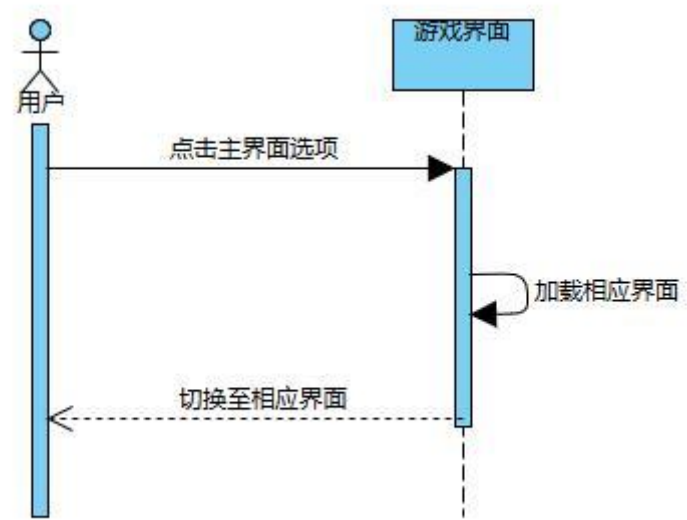 游戏界面
用户
点击主界面选项
加载相应界面
切换至相应界面